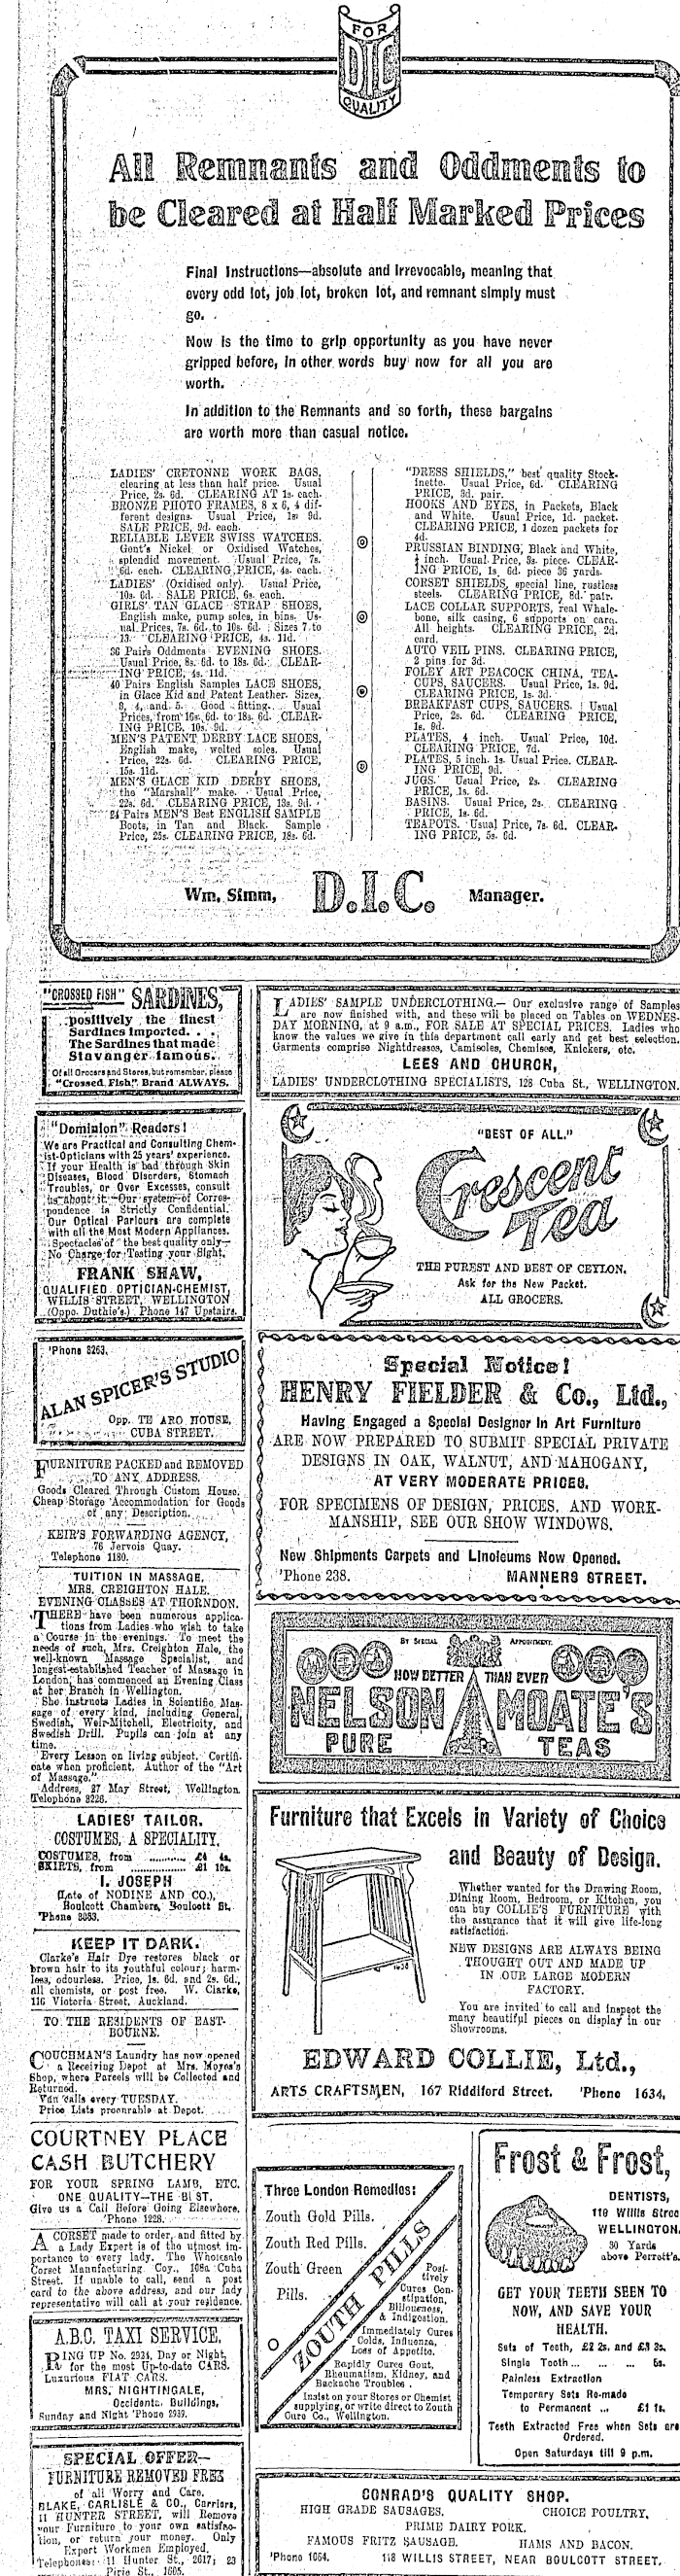 FOR
DIC
QUALITY
All Remnants and Oddments to
be Cleared at Half Marked Prices
Final Instructions—absolute and irrevocable, meaning that
every odd lot, job lot, broken lot, and remnant simply must
go.
Now is the time to grip opportunity as you have never
gripped before, in other words buy now for all you are
worth.
In addition to the Remnants and so forth, these bargains
are worth more than casual notice.
LADIES' CRETONNE WORK BAGS,
clearing at less than half price. Usual
Price, 2s. 6d. CLEARING AT 1s. each.
BRONZE PHOTO FRAMES, 8 x 6, 4 dif-
ferent designs. Usual Price, 1s. 9d.
SALE PRICE, 9d. each.
RELIABLE LEVER SWISS WATCHES.
Gent's Nickel or Oxidised Watches,
splendid movement. Usual Price, 7s.
6d. each. CLEARING PRICE, 4s. each.
LADIES' (Oxidised only). Usual Price,
10s. 6d. SALE PRICE, 6s. each.
GIRLS' TAN GLACE STRAP SHOES,
English make, pump soles, in bins. Us-
ual Prices, 7s. 6d. to 10s. 6d. Sizes 7 to
13. CLEARING PRICE, 4s. 11d.
36 Pairs Oddments EVENING SHOES.
Usual Price, 8s. 6d. to 18s. 6d. CLEAR-
ING PRICE, 4s. 11d.
40 Pairs English Samples LACE SHOES,
in Glace Kid and Patent Leather. Sizes,
3, 4, and 5. Good fitting. Usual
Prices, from 16s. 6d. to 18s. 6d. CLEAR-
ING PRICE, 10s. 9d.
MEN'S PATENT DERBY LACE SHOES,
English make, welted soles. Usual
Price, 22s. 6d. CLEARING PRICE,
15s. 11d.
MEN'S GLACE KID DERBY SHOES,
the "Marshall" make. Usual Price,
22s. 6d. CLEARING PRICE, 13s. 9d.
24 Pairs MEN'S Best ENGLISH SAMPLE
Boots, in Tan and Black. Sample
Price, 25s. CLEARING PRICE, 18s. 6d.
"DRESS SHIELDS," best quality Stock-
inette. Usual Price, 6d. CLEARING
PRICE, 3d. pair.
HOOKS AND EYES, in Packets, Black
and White. Usual Price, 1d. packet.
CLEARING PRICE, 1 dozen packets for
4d.
PRUSSIAN BINDING, Black and White,
inch. Usual Price, 3s. piece. CLEAR-
ING PRICE, 1s. 6d. piece 36 yards.
CORSET SHIELDS, special line, rustless
steels. CLEARING PRICE, 8d. pair.
LACE COLLAR SUPPORTS, real Whale-
bone, silk casing, 6 supports on card.
All heights. CLEARING PRICE, 2d.
card.
AUTO VEIL PINS. CLEARING PRICE,
2 pins for 3d.
FOLEY ART PEACOCK CHINA, TEA-
CUPS, SAUCERS. Usual Price, 1s. 9d.
CLEARING PRICE, 1s. 3d.
BREAKFAST CUPS, SAUCERS. Usual
Price, 2s. 6d. CLEARING PRICE,
1s. 9d.
PLATES, 4 inch. Usual Price, 10d.
CLEARING PRICE, 7d.
PLATES, 5 inch. 1s. Usual Price. CLEAR-
ING PRICE, 9d.
JUGS. Usual Price, 2s. CLEARING
PRICE, 1s. 6d.
BASINS. Usual Price, 2s. CLEARING
PRICE, 1s. 6d.
TEAPOTS. Usual Price, 7s. 6d. CLEAR-
ING PRICE, 5s. 6d.
Wm. Simm, D.I.C. Manager.
"CROSSED FISH" SARDINES,
positively the finest
Sardines imported. . .
The Sardines that made
Stavanger famous.
Of all Grocers and Stores, but remember, please
"Crossed Fish" Brand ALWAYS.
"Dominion" Readers!
We are Practical and Consulting Chem-
ist-Opticians with 25 years' experience.
If your Health is bad through Skin
Diseases, Blood Disorders, Stomach
Troubles, or Over Excesses, consult
us about it. Our system of Corres-
pondence is Strictly Confidential.
Our Optical Parlours are complete
with all the Most Modern Appliances.
Spectacles of the best quality only—
No Charge for Testing your Sight.
FRANK SHAW,
QUALIFIED OPTICIAN-CHEMIST,
WILLIS STREET, WELLINGTON
(Oppo. Duthie's.) Phone 147 Upstairs.
'Phone 3263.
ALAN SPICER'S STUDIO
Opp. TE ARO HOUSE,
CUBA STREET.
FURNITURE PACKED and REMOVED
TO ANY ADDRESS.
Goods Cleared Through Custom House.
Cheap Storage Accommodation for Goods
of any Description.
KEIR'S FORWARDING AGENCY,
76 Jervois Quay.
Telephone 1180.
TUITION IN MASSAGE.
MRS. CREIGHTON HALE.
EVENING CLASSES AT THORNDON.
THERE have been numerous applica-
tions from Ladies who wish to take
a Course in the evenings. To meet the
needs of such, Mrs. Creighton Hale, the
well-known Massage Specialist, and
longest-established Teacher of Massage in
London, has commenced an Evening Class
at her Branch in Wellington.
She instructs Ladies in Scientific Mas-
sage of every kind, including General,
Swedish, Weir-Mitchell, Electricity, and
Swedish Drill. Pupils can join at any
time.
Every Lesson on living subject. Certifi-
cate when proficient. Author of the "Art
of Massage."
Address, 27 May Street, Wellington.
Telephone 3226.
LADIES' TAILOR.
COSTUMES, A SPECIALITY.
COSTUMES, from ............ £4 4s.
SKIRTS, from ............... £1 10s.
I. JOSEPH
(Late of NODINE AND CO.),
Boulcott Chambers, Boulcott St.
'Phone 3363.
KEEP IT DARK.
Clarke's Hair Dye restores black or
brown hair to its youthful colour; harm-
less, odourless. Price, 1s. 6d. and 2s. 6d.,
all chemists, or post free. W. Clarke,
116 Victoria Street, Auckland.
TO THE RESIDENTS OF EAST-
BOURNE.
COUCHMAN'S Laundry has now opened
a Receiving Depot at Mrs. Moyes's
Shop, where Parcels will be Collected and
Returned.
Van calls every TUESDAY.
Price Lists procurable at Depot.
COURTNEY PLACE
CASH BUTCHERY
FOR YOUR SPRING LAMB, ETC.
ONE QUALITY—THE BEST.
Give us a Call Before Going Elsewhere.
'Phone 1228.
A CORSET made to order, and fitted by
a Lady Expert is of the utmost im-
portance to every lady. The Wholesale
Corset Manufacturing Coy., 108a Cuba
Street. If unable to call, send a post
card to the above address, and our lady
representative will call at your residence.
A.B.C. TAXI SERVICE.
RING UP No. 2934, Day or Night,
for the most Up-to-date CARS.
Luxurious FIAT CARS.
MRS. NIGHTINGALE,
Occidental Buildings,
Sunday and Night 'Phone 2939.
SPECIAL OFFER—
FURNITURE REMOVED FREE
of all Worry and Care.
BLAKE, CARLISLE & CO., Carriers,
11 HUNTER STREET, will Remove
your Furniture to your own satisfac-
tion, or return your money. Only
Expert Workmen Employed.
Telephones: 11 Hunter St., 2617; 23
Pirie St., 1605.
LADIES' SAMPLE UNDERCLOTHING.— Our exclusive range of Samples
are now finished with, and these will be placed on Tables on WEDNES-
DAY MORNING, at 9 a.m., FOR SALE AT SPECIAL PRICES. Ladies who
know the values we give in this department call early and get best selection.
Garments comprise Nightdresses, Camisoles, Chemises, Knickers, etc.
LEES AND CHURCH,
LADIES' UNDERCLOTHING SPECIALISTS, 128 Cuba St., WELLINGTON.
"BEST OF ALL."
Crescent
Tea
THE PUREST AND BEST OF CEYLON.
Ask for the New Packet.
ALL GROCERS.
Special Notice!
HENRY FIELDER & Co., Ltd.,
Having Engaged a Special Designer in Art Furniture
ARE NOW PREPARED TO SUBMIT SPECIAL PRIVATE
DESIGNS IN OAK, WALNUT, AND MAHOGANY,
AT VERY MODERATE PRICES.
FOR SPECIMENS OF DESIGN, PRICES, AND WORK-
MANSHIP, SEE OUR SHOW WINDOWS.
New Shipments Carpets and Linoleums Now Opened.
'Phone 238. MANNERS STREET.
BY SPECIAL APPOINTMENT.
NOW BETTER THAN EVER
NELSON MOATE'S
PURE TEAS
Furniture that Excels in Variety of Choice
and Beauty of Design.
Whether wanted for the Drawing Room,
Dining Room, Bedroom, or Kitchen, you
can buy COLLIE'S FURNITURE with
the assurance that it will give life-long
satisfaction.
NEW DESIGNS ARE ALWAYS BEING
THOUGHT OUT AND MADE UP
IN OUR LARGE MODERN
FACTORY.
You are invited to call and inspect the
many beautiful pieces on display in our
Showrooms.
EDWARD COLLIE, Ltd.,
ARTS CRAFTSMEN, 167 Riddiford Street. 'Phone 1634.
Three London Remedies:
Zouth Gold Pills.
Zouth Red Pills.
Zouth Green
Pills.
ZOUTH PILLS
Posi-
tively
Cures Con-
stipation,
Biliousness,
& Indigestion.
Immediately Cures
Colds, Influenza,
Loss of Appetite.
Rapidly Cures Gout,
Rheumatism, Kidney, and
Backache Troubles.
Insist on your Stores or Chemist
supplying, or write direct to Zouth
Cure Co., Wellington.
Frost & Frost,
DENTISTS,
119 Willis Street
WELLINGTON.
30 Yards
above Perrett's.
GET YOUR TEETH SEEN TO
NOW, AND SAVE YOUR
HEALTH.
Sets of Teeth, £2 2s. and £3 3s.
Single Tooth ... ... ... 5s.
Painless Extraction
Temporary Sets Re-made
to Permanent ... £1 1s.
Teeth Extracted Free when Sets are
Ordered.
Open Saturdays till 9 p.m.
CONRAD'S QUALITY SHOP.
HIGH GRADE SAUSAGES. CHOICE POULTRY.
PRIME DAIRY PORK.
FAMOUS FRITZ SAUSAGE. HAMS AND BACON.
'Phone 1664. 118 WILLIS STREET, NEAR BOULCOTT STREET.